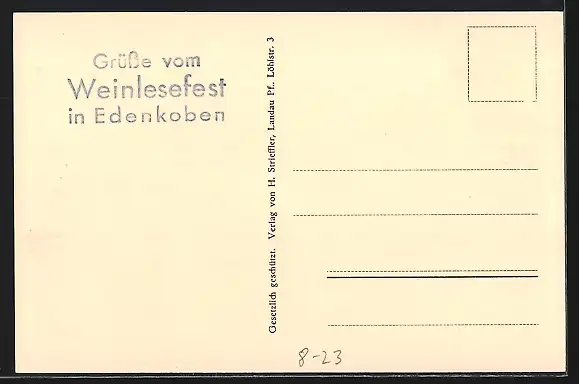 Grüße vom
Weinlesefest
in Edenkoben
Gesetzlich geschützt. Verlag von H. Strieffler, Landau Pf., Löhlstr. 3
8-23